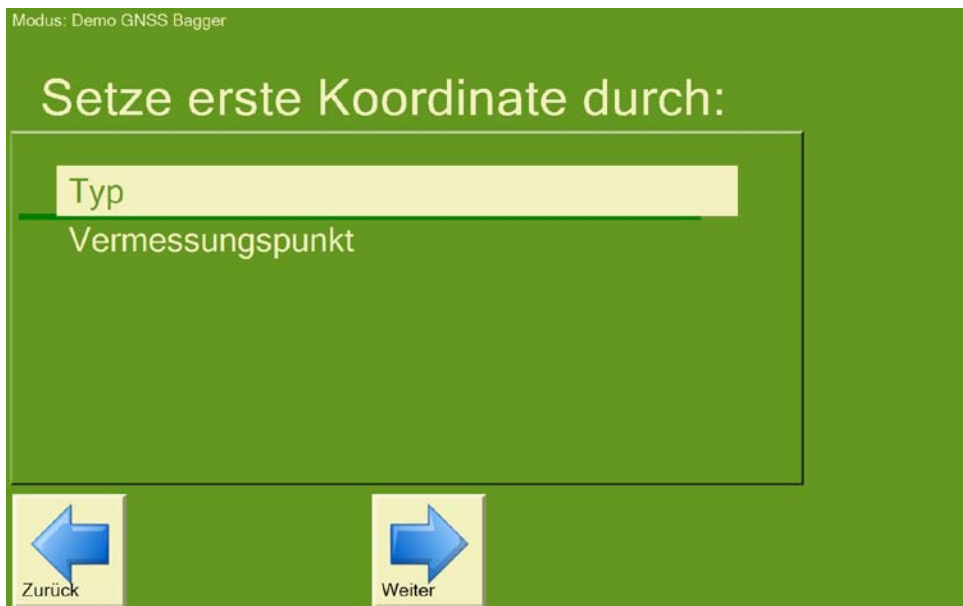 Modus: Demo GNSS Bagger
Setze erste Koordinate durch:
Typ
Vermessungspunkt
Zurück
Weiter